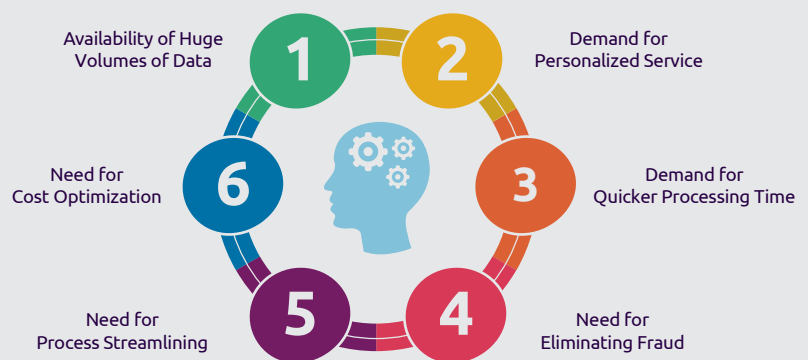 1
Availability of Huge
Volumes of Data
2
Demand for
Personalized Service
3
Demand for
Quicker Processing Time
4
Need for
Eliminating Fraud
5
Need for
Process Streamlining
6
Need for
Cost Optimization